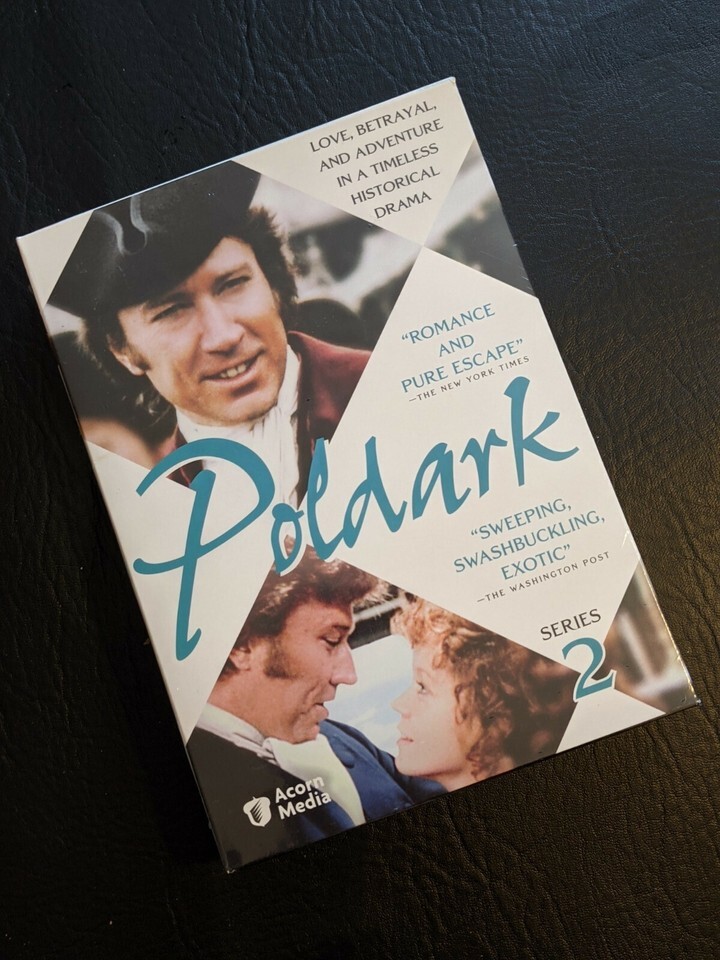 LOVE, BETRAYAL,
AND ADVENTURE
IN A TIMELESS
HISTORICAL
DRAMA
“ROMANCE
AND
PURE ESCAPE”
—THE NEW YORK TIMES
Poldark
“SWEEPING,
SWASHBUCKLING,
EXOTIC”
—THE WASHINGTON POST
SERIES
2
Acorn
Media